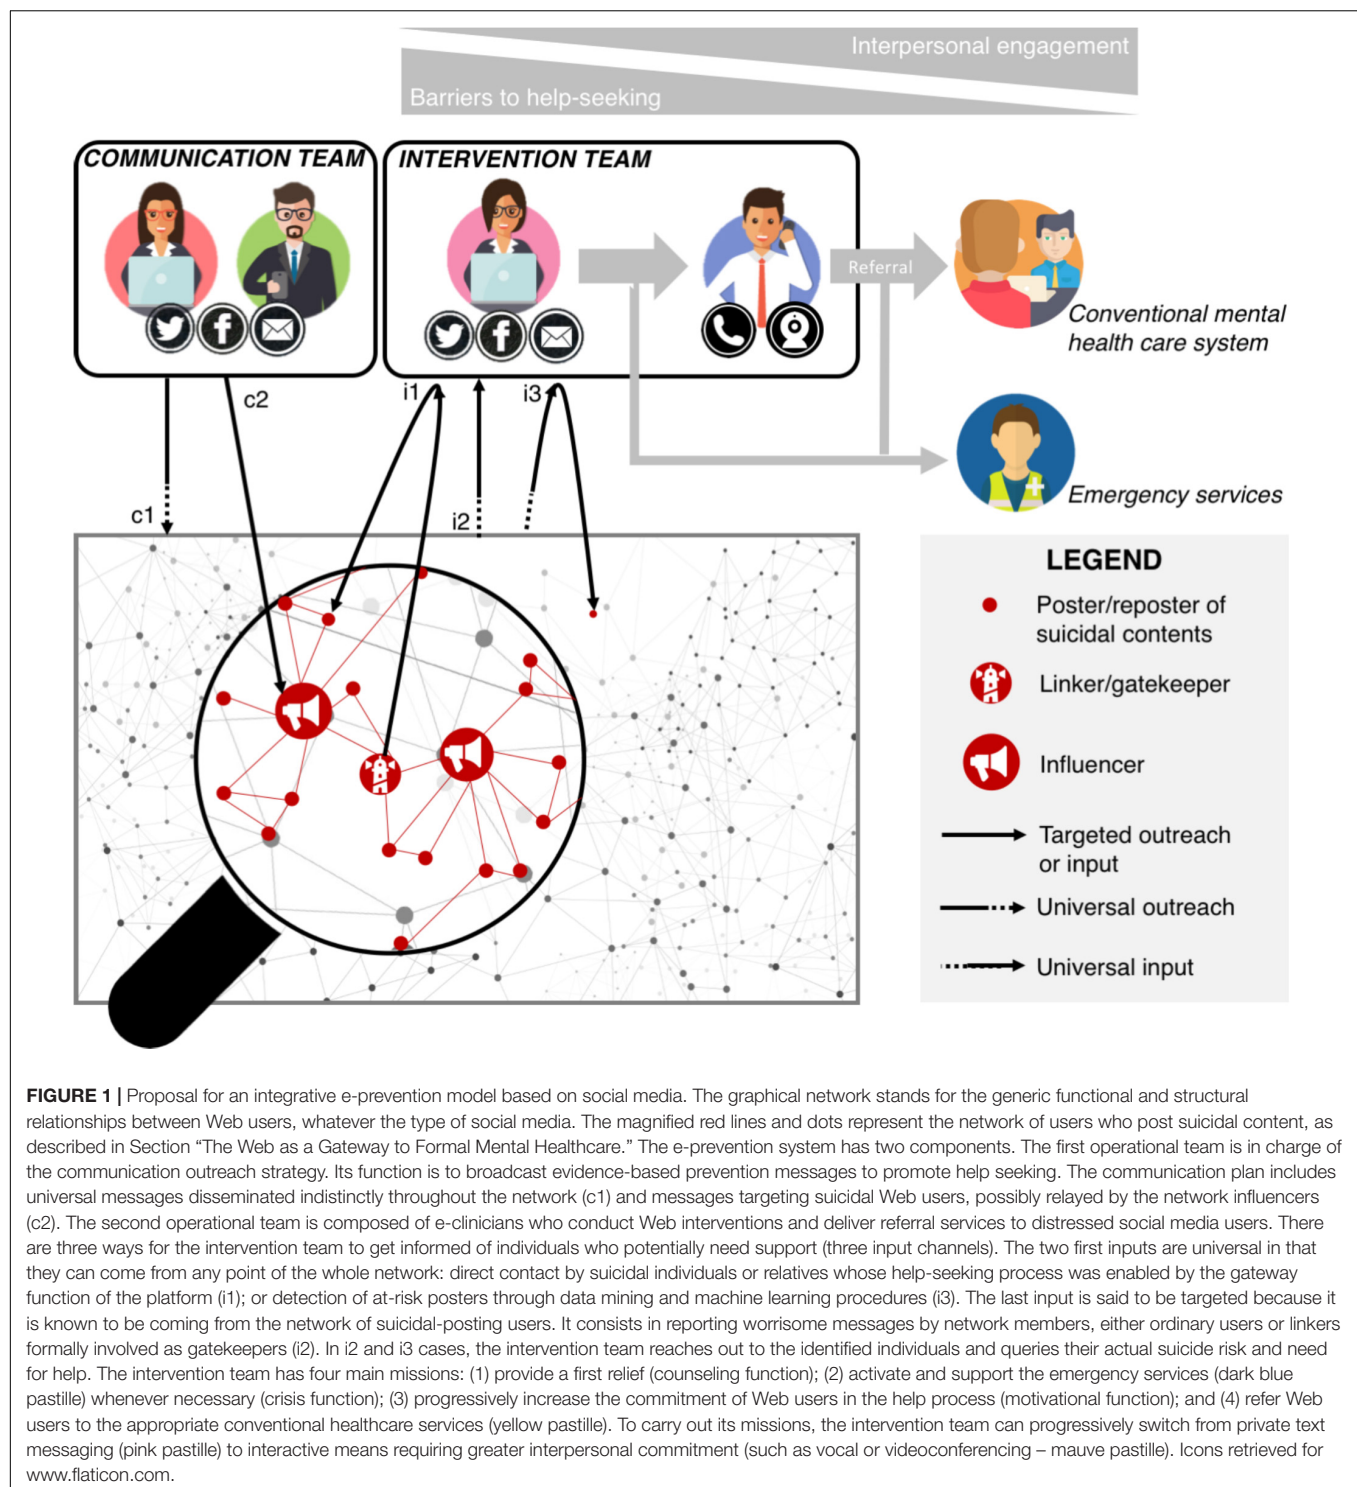 Interpersonal engagement
Barriers to help-seeking
COMMUNICATION TEAM
INTERVENTION TEAM
Referral
Conventional mental
health care system
c2
i1
i3
c1
i2
Emergency services
LEGEND
Poster/reposter of
suicidal contents
Linker/gatekeeper
Influencer
Targeted outreach
or input
Universal outreach
Universal input
FIGURE 1 | Proposal for an integrative e-prevention model based on social media. The graphical network stands for the generic functional and structural
relationships between Web users, whatever the type of social media. The magnified red lines and dots represent the network of users who post suicidal content, as
described in Section “The Web as a Gateway to Formal Mental Healthcare.” The e-prevention system has two components. The first operational team is in charge of
the communication outreach strategy. Its function is to broadcast evidence-based prevention messages to promote help seeking. The communication plan includes
universal messages disseminated indistinctly throughout the network (c1) and messages targeting suicidal Web users, possibly relayed by the network influencers
(c2). The second operational team is composed of e-clinicians who conduct Web interventions and deliver referral services to distressed social media users. There
are three ways for the intervention team to get informed of individuals who potentially need support (three input channels). The two first inputs are universal in that
they can come from any point of the whole network: direct contact by suicidal individuals or relatives whose help-seeking process was enabled by the gateway
function of the platform (i1); or detection of at-risk posters through data mining and machine learning procedures (i3). The last input is said to be targeted because it
is known to be coming from the network of suicidal-posting users. It consists in reporting worrisome messages by network members, either ordinary users or linkers
formally involved as gatekeepers (i2). In i2 and i3 cases, the intervention team reaches out to the identified individuals and queries their actual suicide risk and need
for help. The intervention team has four main missions: (1) provide a first relief (counseling function); (2) activate and support the emergency services (dark blue
pastille) whenever necessary (crisis function); (3) progressively increase the commitment of Web users in the help process (motivational function); and (4) refer Web
users to the appropriate conventional healthcare services (yellow pastille). To carry out its missions, the intervention team can progressively switch from private text
messaging (pink pastille) to interactive means requiring greater interpersonal commitment (such as vocal or videoconferencing – mauve pastille). Icons retrieved for
www.flaticon.com.